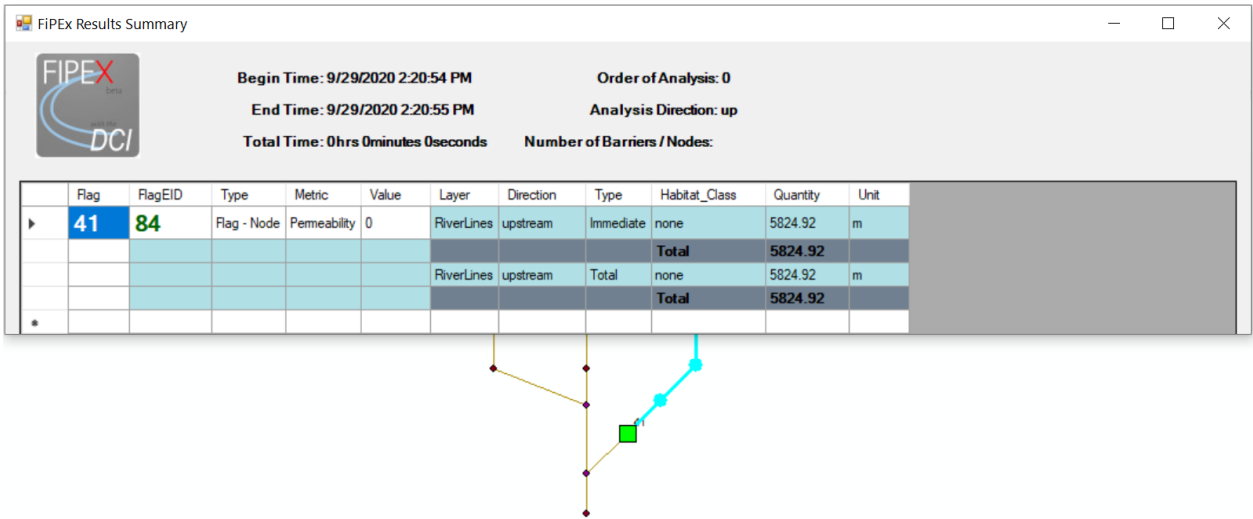 FiPEx Results Summary
FIPEX
beta
with the
DCI
Begin Time: 9/29/2020 2:20:54 PM
Order of Analysis: 0
End Time: 9/29/2020 2:20:55 PM
Analysis Direction: up
Total Time: 0hrs 0minutes 0seconds
Number of Barriers / Nodes:
Flag FlagEID Type Metric Value Layer Direction Type Habitat_Class Quantity Unit
41 84 Flag - Node Permeability 0 RiverLines upstream Immediate none 5824.92 m
Total 5824.92
RiverLines upstream Total none 5824.92 m
Total 5824.92